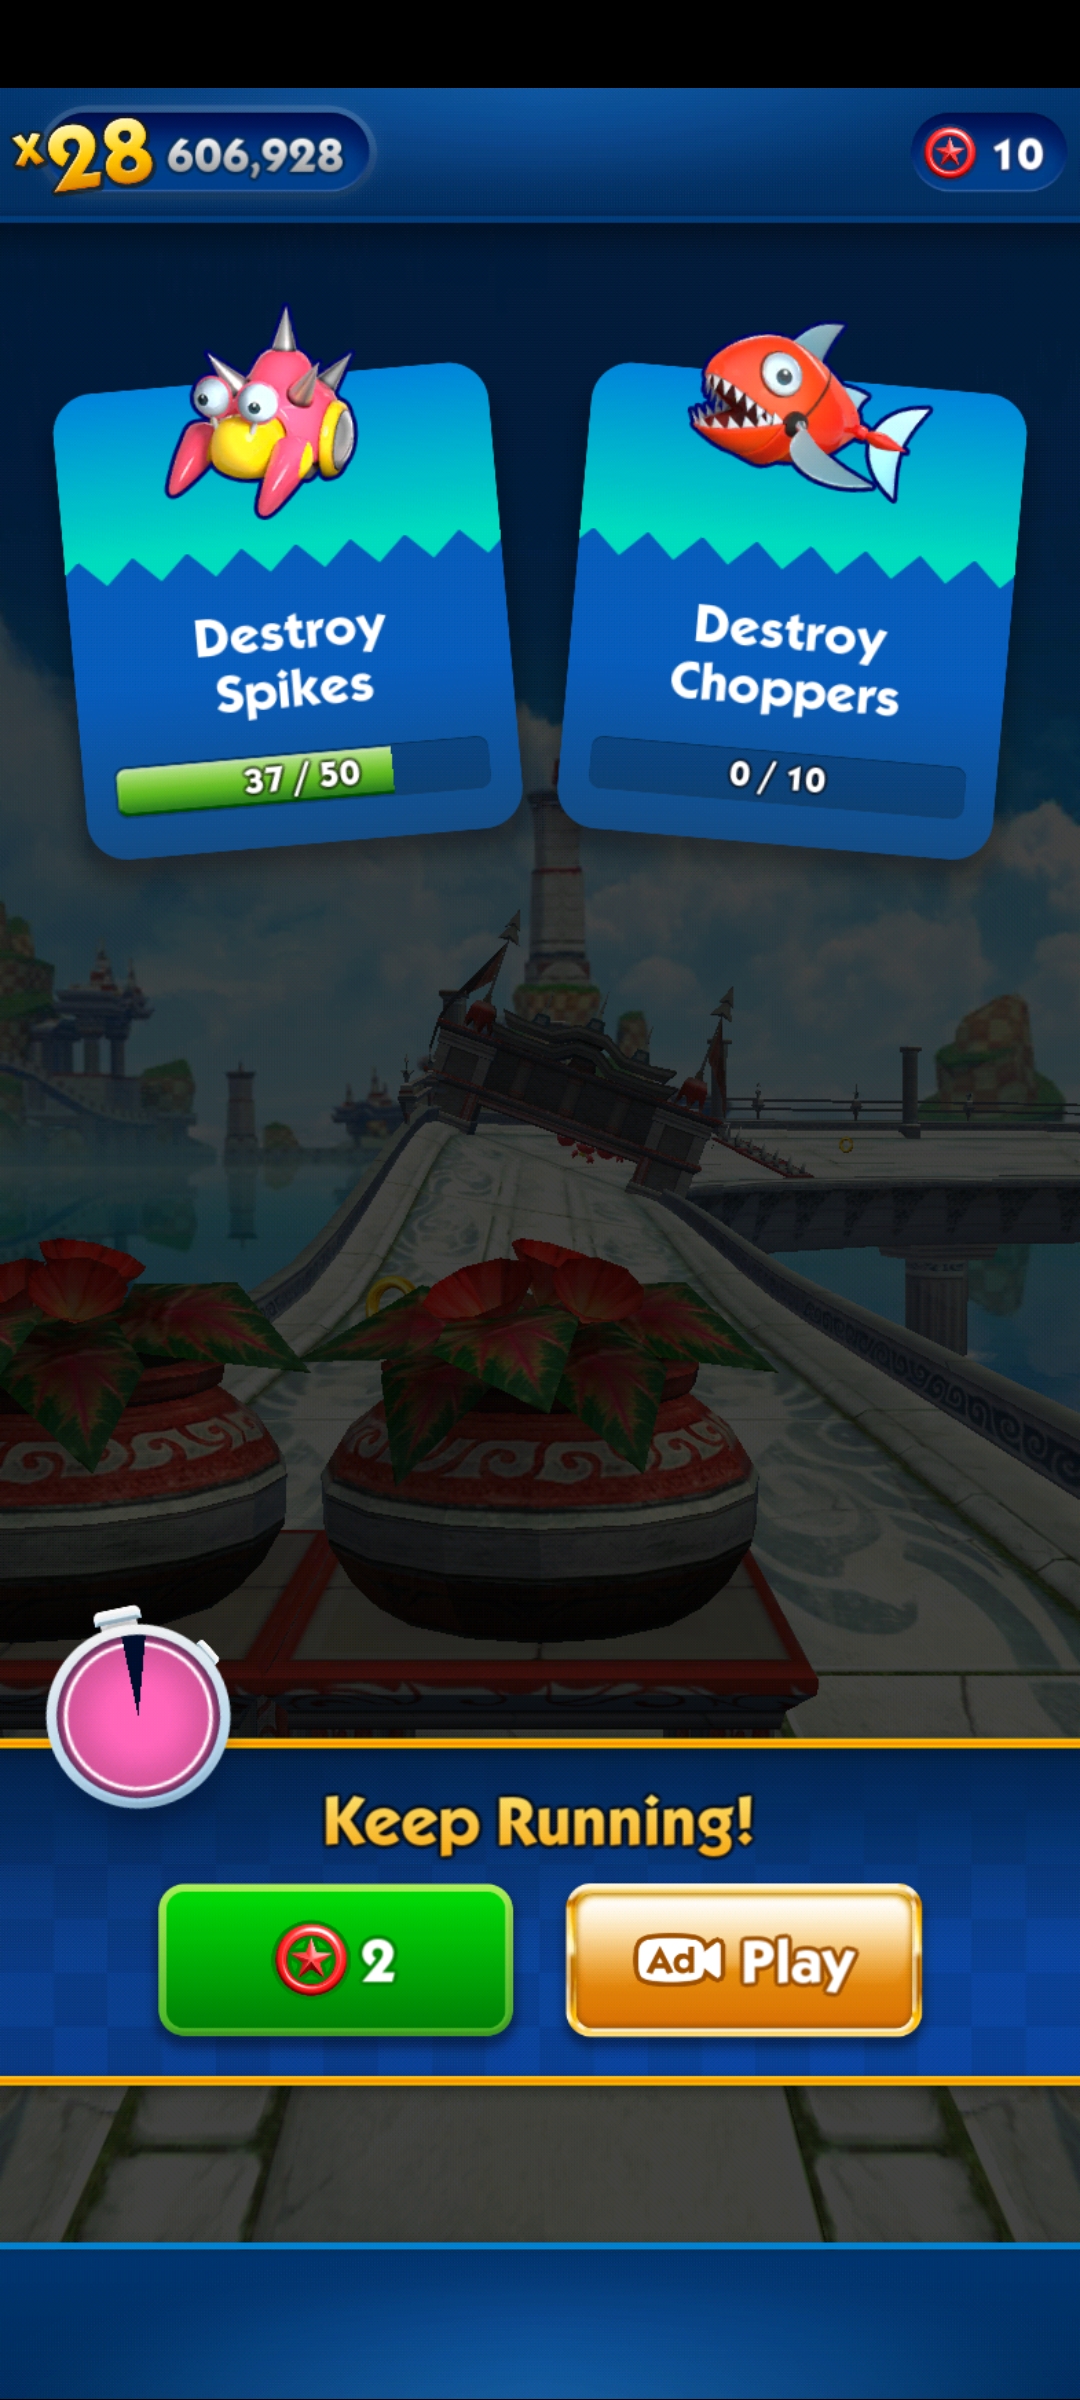 x28 606,928
10
Destroy
Spikes
37 / 50
Destroy
Choppers
0 / 10
Keep Running!
2
Ad Play